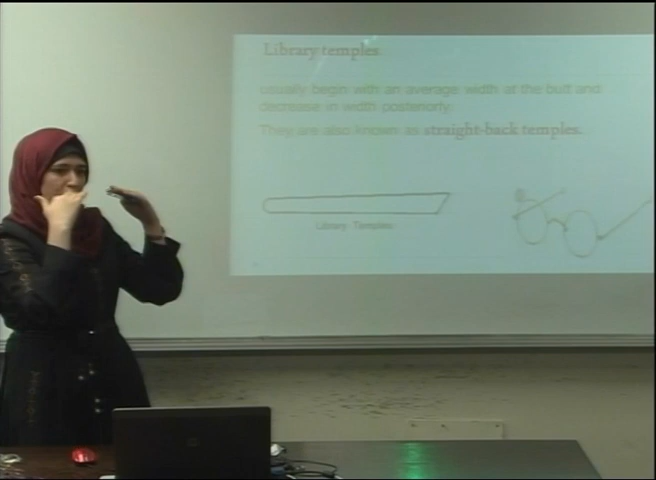 Library temples
usually begin with an average width at the butt and
decrease in width posteriorly.
They are also known as straight-back temples.
Library Temples